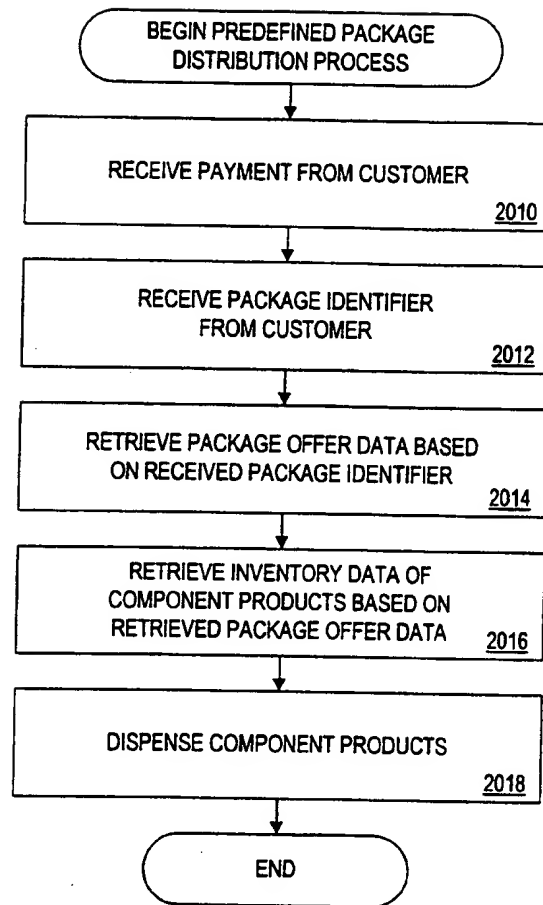 BEGIN PREDEFINED PACKAGE
DISTRIBUTION PROCESS
RECEIVE PAYMENT FROM CUSTOMER
2010
RECEIVE PACKAGE IDENTIFIER
FROM CUSTOMER
2012
RETRIEVE PACKAGE OFFER DATA BASED
ON RECEIVED PACKAGE IDENTIFIER
2014
RETRIEVE INVENTORY DATA OF
COMPONENT PRODUCTS BASED ON
RETRIEVED PACKAGE OFFER DATA
2016
DISPENSE COMPONENT PRODUCTS
2018
END